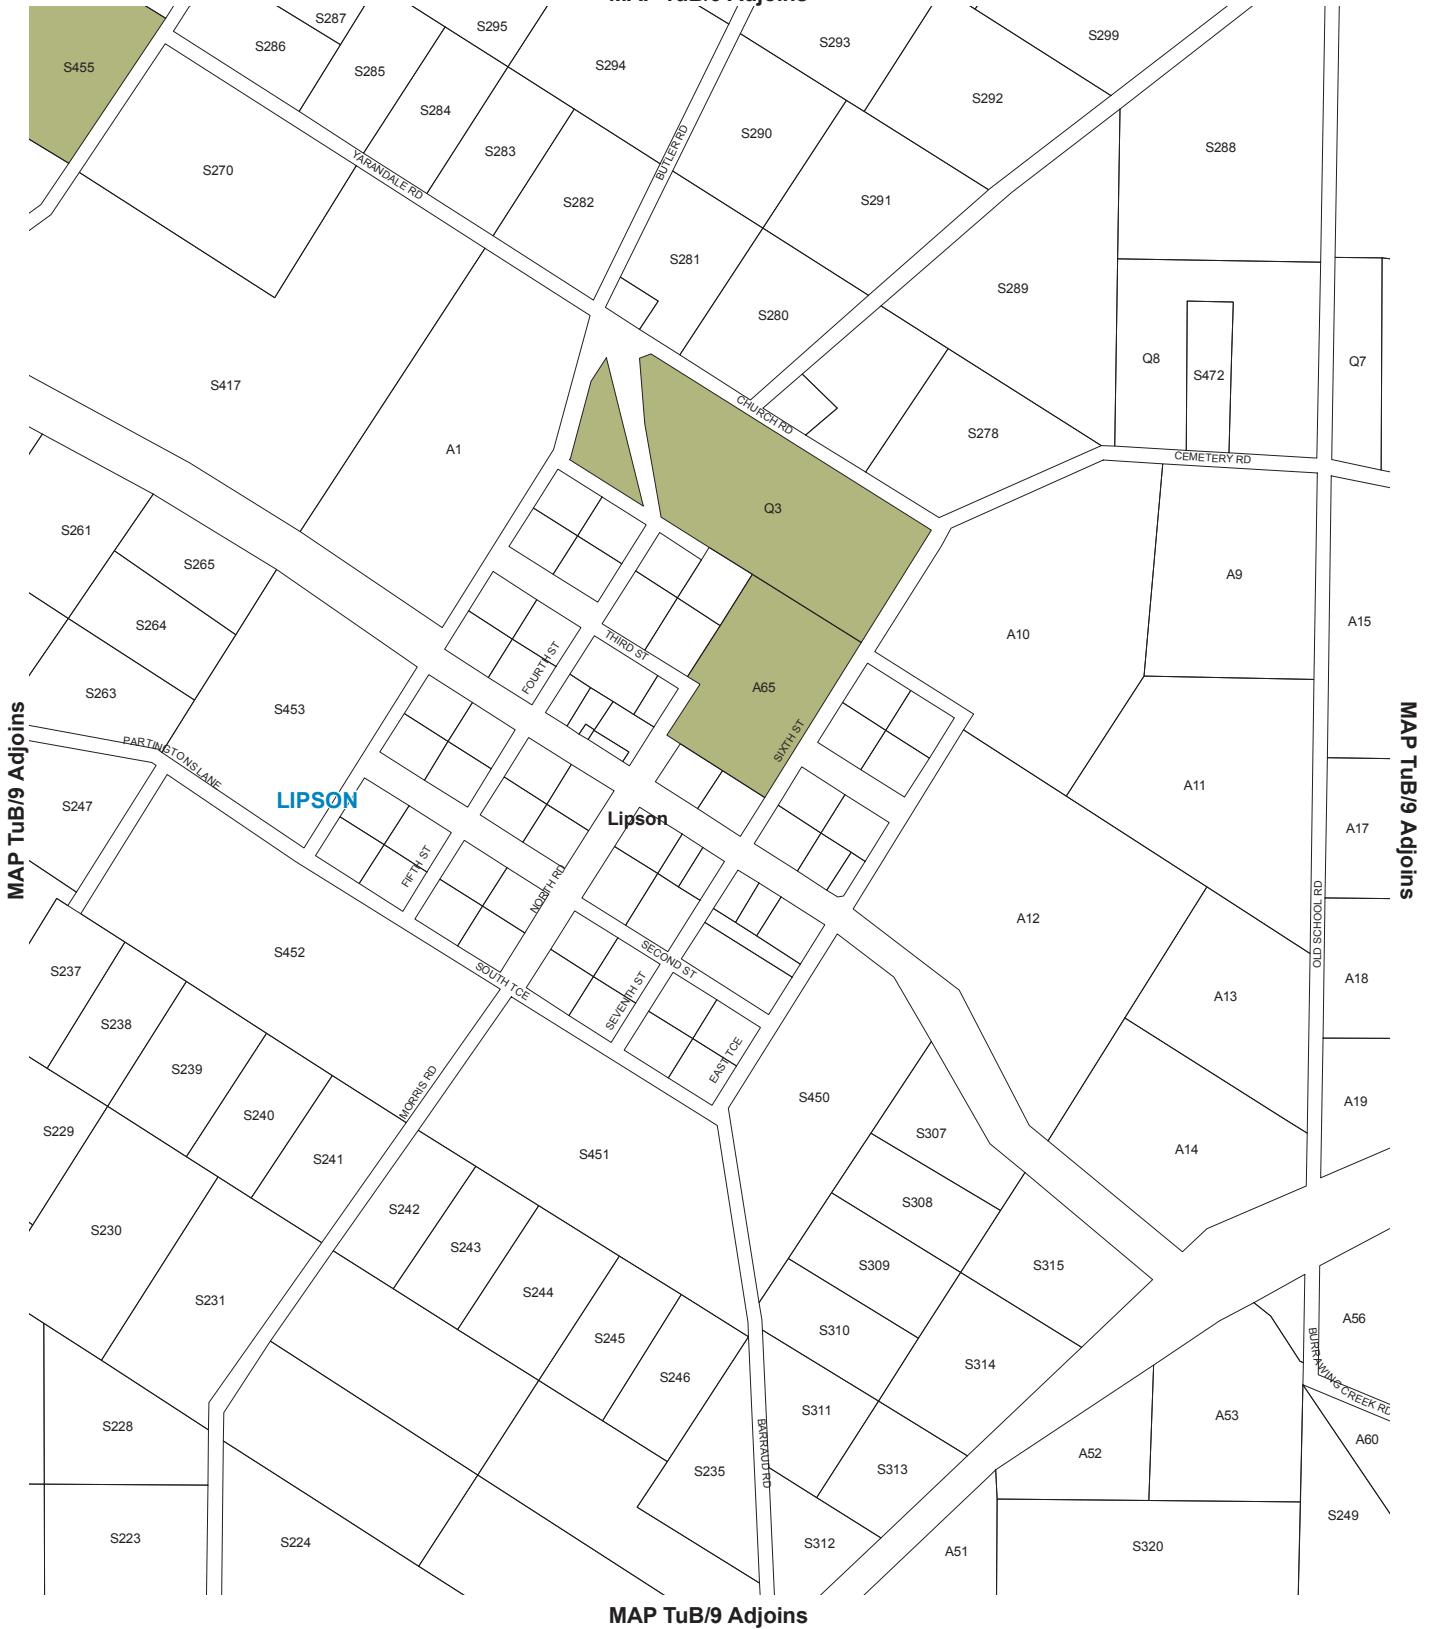 MAP TuB/9 Adjoins
S287
S295
S293
S299
S286
S455
S285
S294
S292
S284
S290
S288
S283
BUTLER RD
YARANDALE RD
S270
S282
S291
S281
S289
S280
Q8
S472
Q7
S417
CHURCH RD
A1
S278
CEMETERY RD
Q3
S261
S265
A9
S264
A10
A15
THIRD ST
FOURTH ST
S263
A65
S453
SIXTH ST
MAP TuB/9 Adjoins
MAP TuB/9 Adjoins
PARTINGTONS LANE
A11
S247
LIPSON
Lipson
A17
FIFTH ST
NORTH RD
A12
OLD SCHOOL RD
S452
SECOND ST
S237
SOUTH TCE
A18
SEVENTH ST
A13
S238
EAST TCE
S239
MORRIS RD
S450
S240
A19
S229
S307
S241
S451
A14
S242
S308
S230
S243
S309
S315
S244
S231
A56
S310
S245
S314
BURRAWING CREEK RD
S246
S311
A53
S228
BARRAUD RD
A60
A52
S235
S313
S249
S223
S224
S312
A51
S320
MAP TuB/9 Adjoins